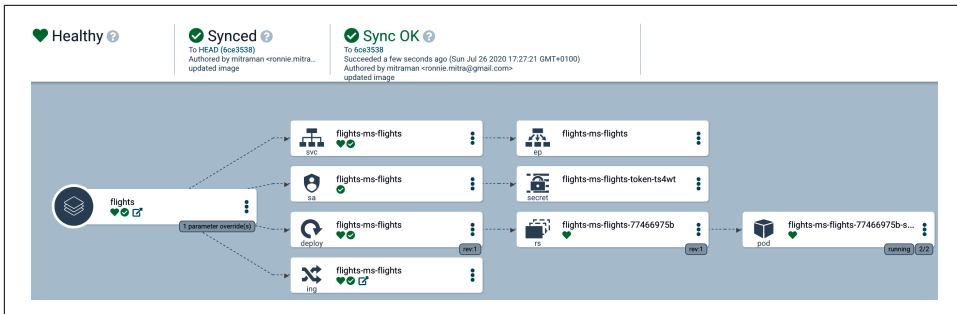 Healthy
Synced
To HEAD (6ce3538)
Authored by mitraman <ronnie.mitra...
updated image
Sync OK
To 6ce3538
Succeeded a few seconds ago (Sun Jul 26 2020 17:27:21 GMT+0100)
Authored by mitraman <ronnie.mitra@gmail.com>
updated image
flights
1 parameter override(s)
svc
flights-ms-flights
ep
flights-ms-flights
sa
flights-ms-flights
secret
flights-ms-flights-token-ts4wt
deploy
flights-ms-flights
rev:1
rs
flights-ms-flights-77466975b
rev:1
pod
flights-ms-flights-77466975b-s...
running
2/2
ing
flights-ms-flights